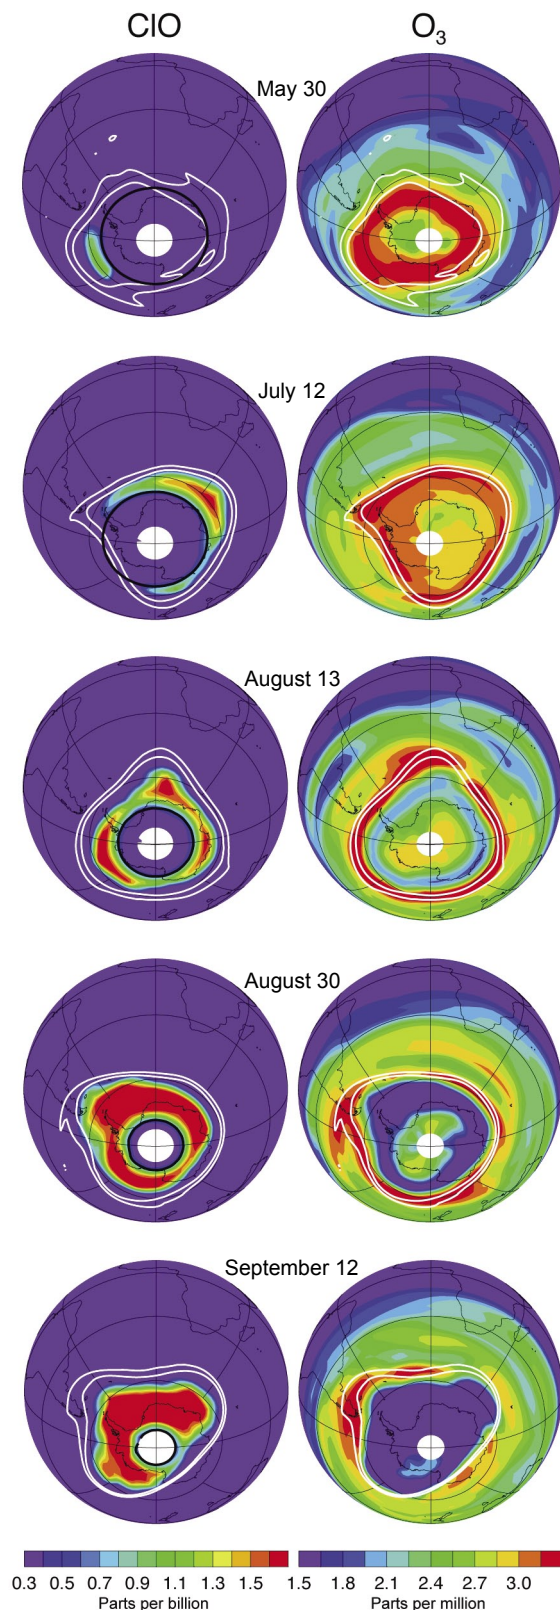 ClO O3
May 30
July 12
August 13
August 30
September 12
0.3 0.5 0.7 0.9 1.1 1.3 1.5 1.5 1.8 2.1 2.4 2.7 3.0
Parts per billion Parts per million